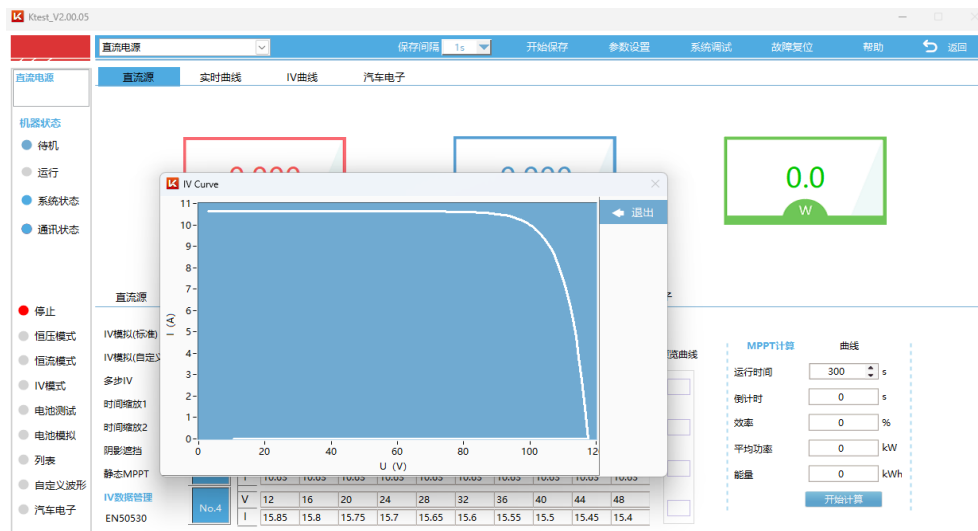 Ktest_V2.00.05
直流电源 保存间隔 1s 开始保存 参数设置 系统调试 故障复位 帮助 返回
直流电源 直流源 实时曲线 IV曲线 汽车电子
机器状态
待机
运行
系统状态
通讯状态
0.0
W
IV Curve
退出
11
10
9
8
7
6
5
4
3
2
1
0
I (A)
0 20 40 60 80 100
U (V)
停止
恒压模式
恒流模式
IV模式
电池测试
电池模拟
列表
自定义波形
汽车电子
直流源
IV模拟(标准)
IV模拟(自定义
多步IV
时间缩放1
时间缩放2
阴影遮挡
静态MPPT
IV数据管理
EN50530
No.4
V 12 16 20 24 28 32 36 40 44 48
I 15.85 15.8 15.75 15.7 15.65 15.6 15.55 15.5 15.45 15.4
览曲线
MPPT计算 曲线
运行时间 300 s
倒计时 0 s
效率 0 %
平均功率 0 kW
能量 0 kWh
开始计算